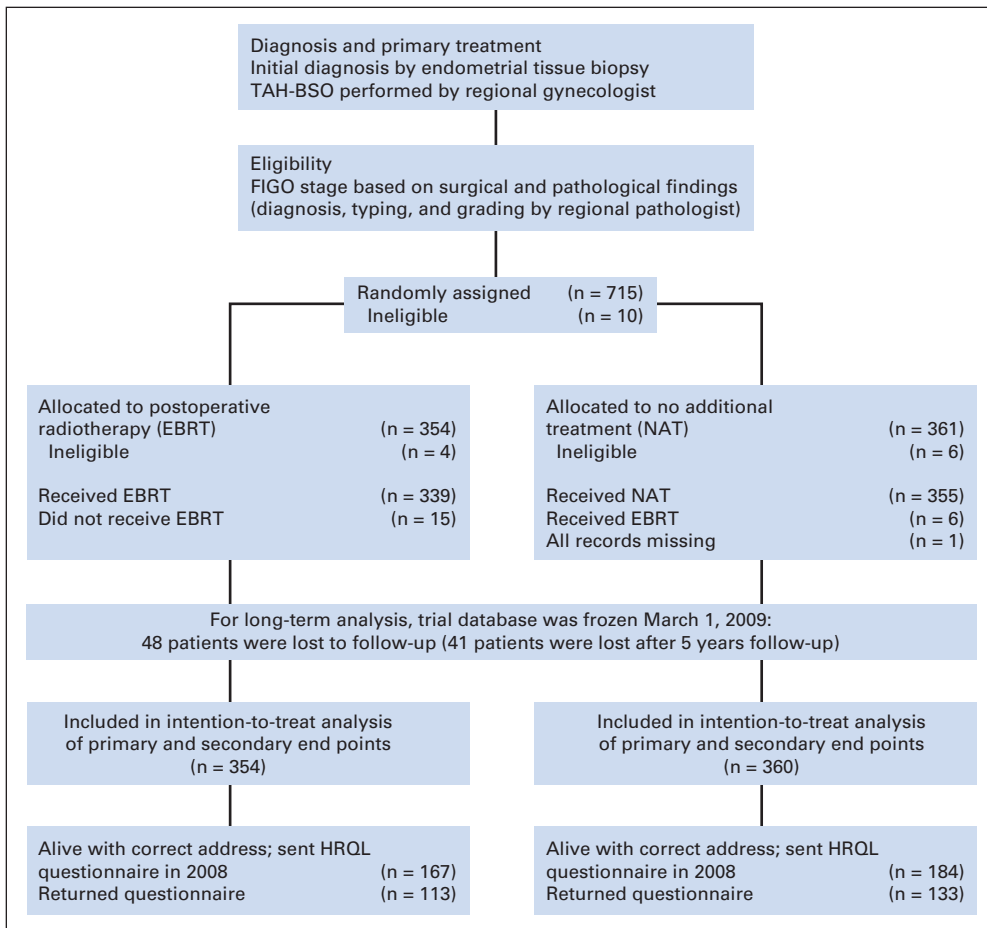 Diagnosis and primary treatment
Initial diagnosis by endometrial tissue biopsy
TAH-BSO performed by regional gynecologist
Eligibility
FIGO stage based on surgical and pathological findings
(diagnosis, typing, and grading by regional pathologist)
Randomly assigned (n = 715)
Ineligible (n = 10)
Allocated to postoperative
radiotherapy (EBRT) (n = 354)
Ineligible (n = 4)
Received EBRT (n = 339)
Did not receive EBRT (n = 15)
Allocated to no additional
treatment (NAT) (n = 361)
Ineligible (n = 6)
Received NAT (n = 355)
Received EBRT (n = 6)
All records missing (n = 1)
For long-term analysis, trial database was frozen March 1, 2009:
48 patients were lost to follow-up (41 patients were lost after 5 years follow-up)
Included in intention-to-treat analysis
of primary and secondary end points
(n = 354)
Included in intention-to-treat analysis
of primary and secondary end points
(n = 360)
Alive with correct address; sent HRQL
questionnaire in 2008 (n = 167)
Returned questionnaire (n = 113)
Alive with correct address; sent HRQL
questionnaire in 2008 (n = 184)
Returned questionnaire (n = 133)